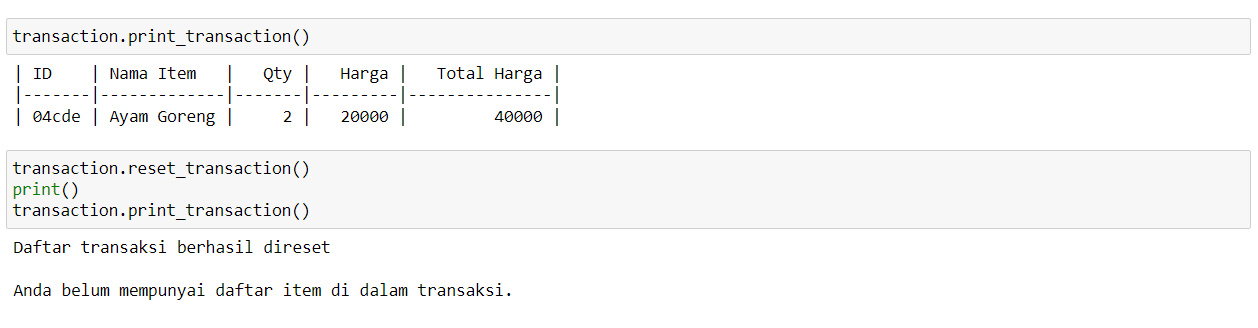 transaction.print_transaction()
| ID    | Nama Item   |   Qty |   Harga |   Total Harga |
|-------|-------------|-------|---------|---------------|
| 04cde | Ayam Goreng |     2 |   20000 |         40000 |
transaction.reset_transaction()
print()
transaction.print_transaction()
Daftar transaksi berhasil direset
Anda belum mempunyai daftar item di dalam transaksi.